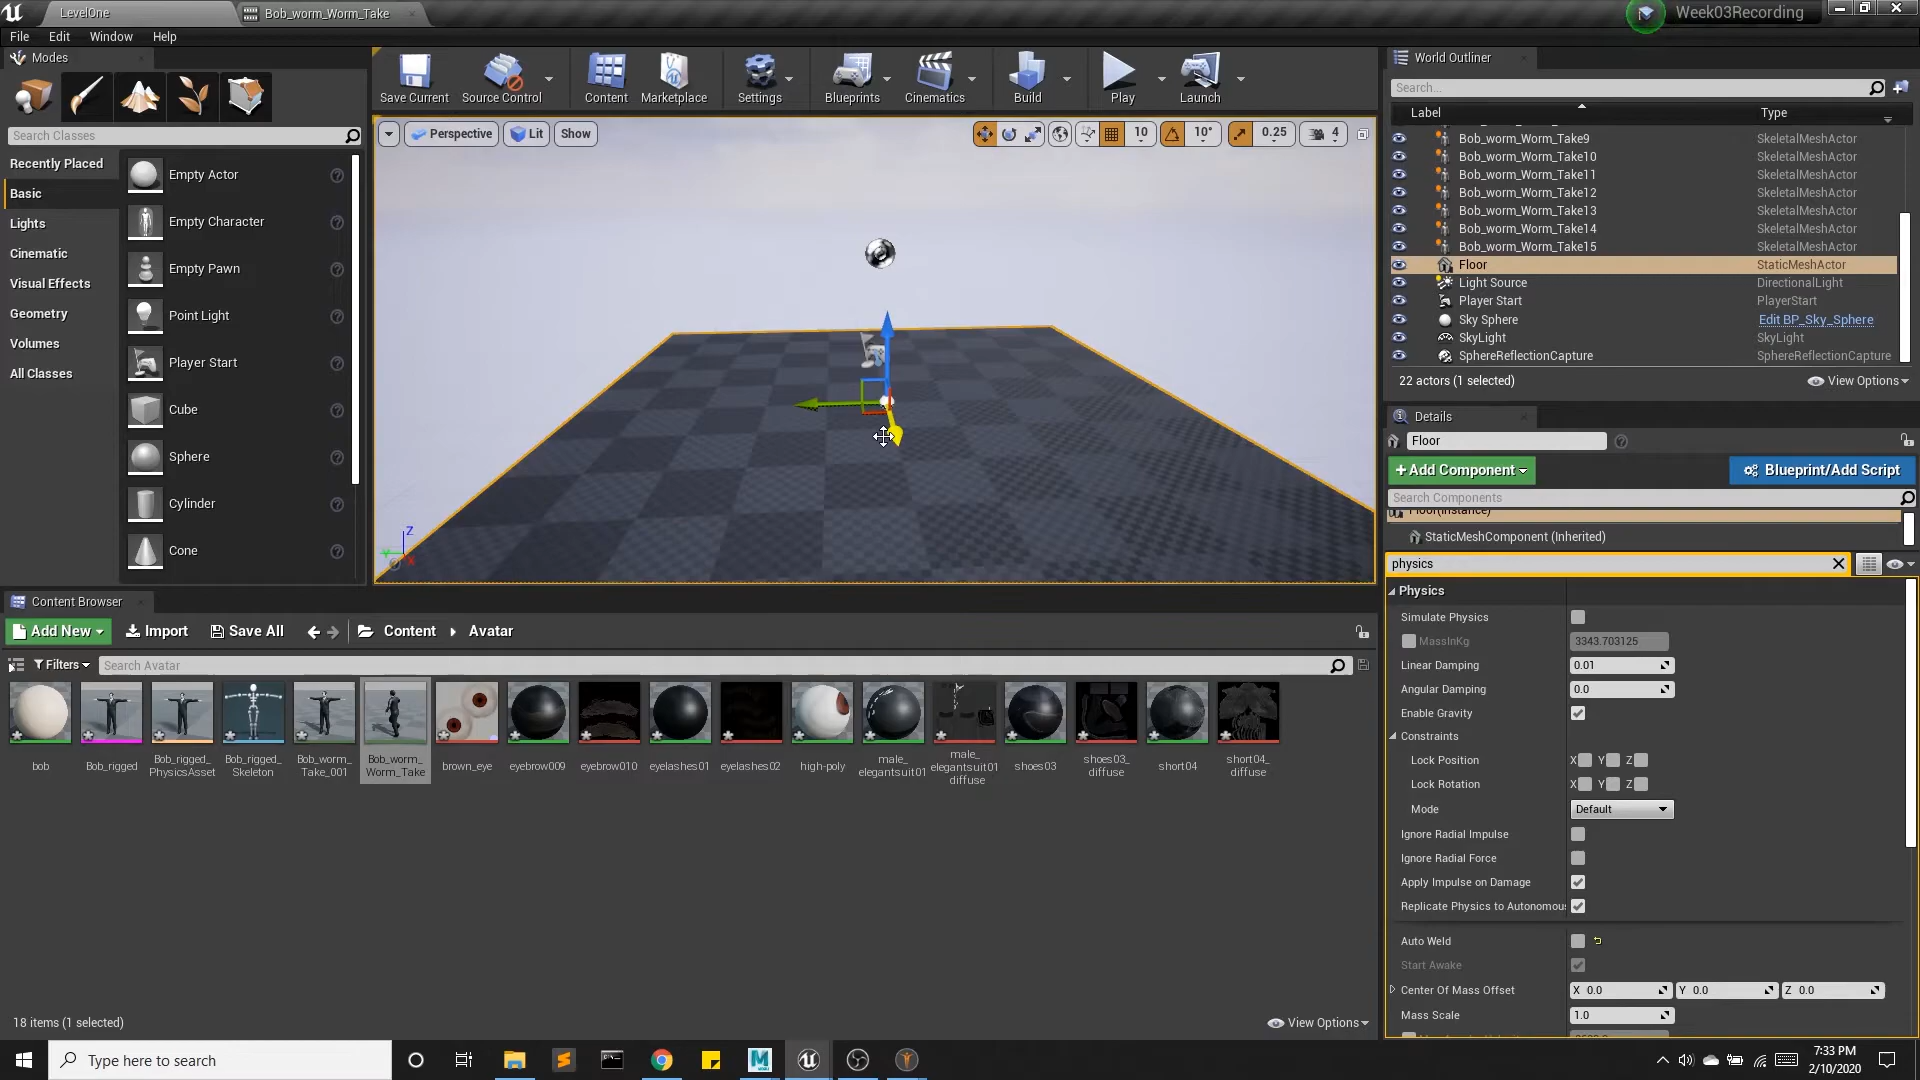 LevelOne
Bob_worm_Worm_Take
Week03Recording
File Edit Window Help
Modes
Search Classes
Recently Placed
Basic
Lights
Cinematic
Visual Effects
Geometry
Volumes
All Classes
Empty Actor
Empty Character
Empty Pawn
Point Light
Player Start
Cube
Sphere
Cylinder
Cone
Save Current
Source Control
Content
Marketplace
Settings
Blueprints
Cinematics
Build
Play
Launch
Perspective
Lit
Show
10
10°
0.25
4
Z
World Outliner
Search...
Label Type
Bob_worm_Worm_Take9 SkeletalMeshActor
Bob_worm_Worm_Take10 SkeletalMeshActor
Bob_worm_Worm_Take11 SkeletalMeshActor
Bob_worm_Worm_Take12 SkeletalMeshActor
Bob_worm_Worm_Take13 SkeletalMeshActor
Bob_worm_Worm_Take14 SkeletalMeshActor
Bob_worm_Worm_Take15 SkeletalMeshActor
Floor StaticMeshActor
Light Source DirectionalLight
Player Start PlayerStart
Sky Sphere Edit BP_Sky_Sphere
SkyLight SkyLight
SphereReflectionCapture SphereReflectionCapture
22 actors (1 selected) View Options
Details
Floor
+Add Component
Blueprint/Add Script
Search Components
Floor(Instance)
StaticMeshComponent (Inherited)
physics
Physics
Simulate Physics
MassInKg 3343.703125
Linear Damping 0.01
Angular Damping 0.0
Enable Gravity
Constraints
Lock Position X Y Z
Lock Rotation X Y Z
Mode Default
Ignore Radial Impulse
Ignore Radial Force
Apply Impulse on Damage
Replicate Physics to Autonomou
Auto Weld
Start Awake
Center Of Mass Offset X 0.0 Y 0.0 Z 0.0
Mass Scale 1.0
Content Browser
Add New Import Save All Content Avatar
Filters Search Avatar
bob
Bob_rigged
Bob_rigged_
PhysicsAsset
Bob_rigged_
Skeleton
Bob_worm_
Take_001
Bob_worm_
Worm_Take
brown_eye
eyebrow009
eyebrow010
eyelashes01
eyelashes02
high-poly
male_
elegantsuit01
male_
elegantsuit01
diffuse
shoes03
shoes03_
diffuse
short04
short04_
diffuse
18 items (1 selected) View Options
Type here to search
7:33 PM
2/10/2020